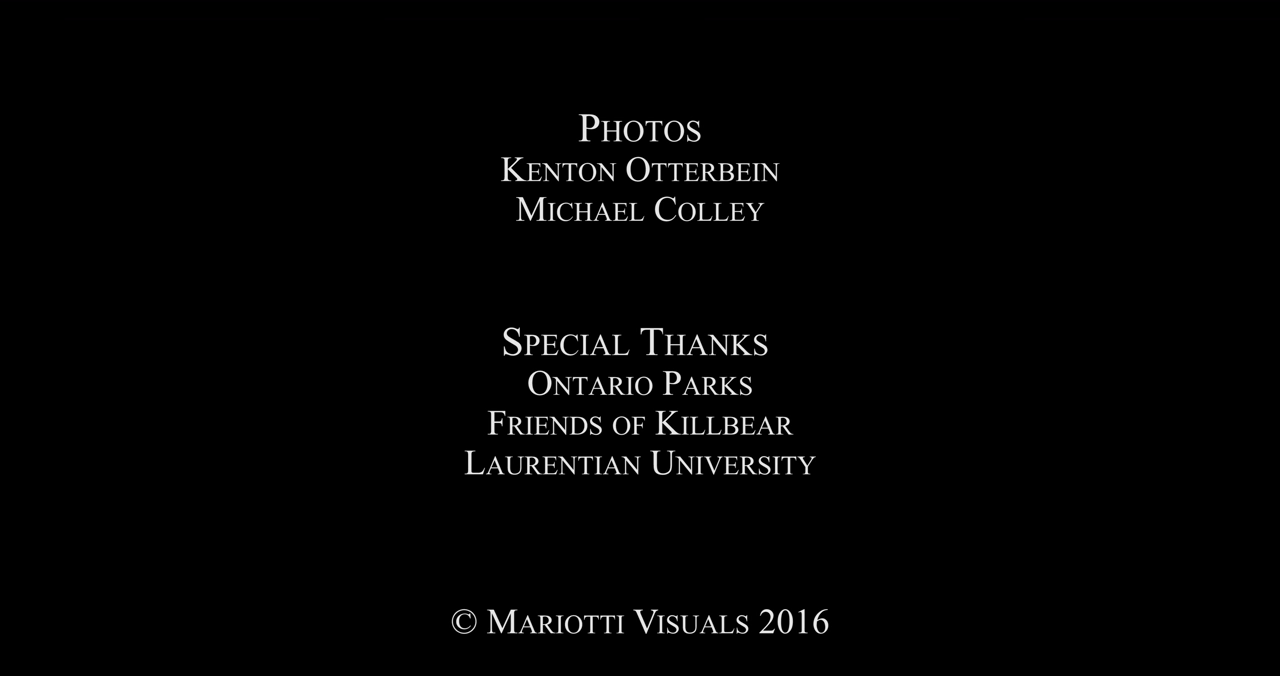 Photos
Kenton Otterbein
Michael Colley
Special Thanks
Ontario Parks
Friends of Killbear
Laurentian University
© Mariotti Visuals 2016